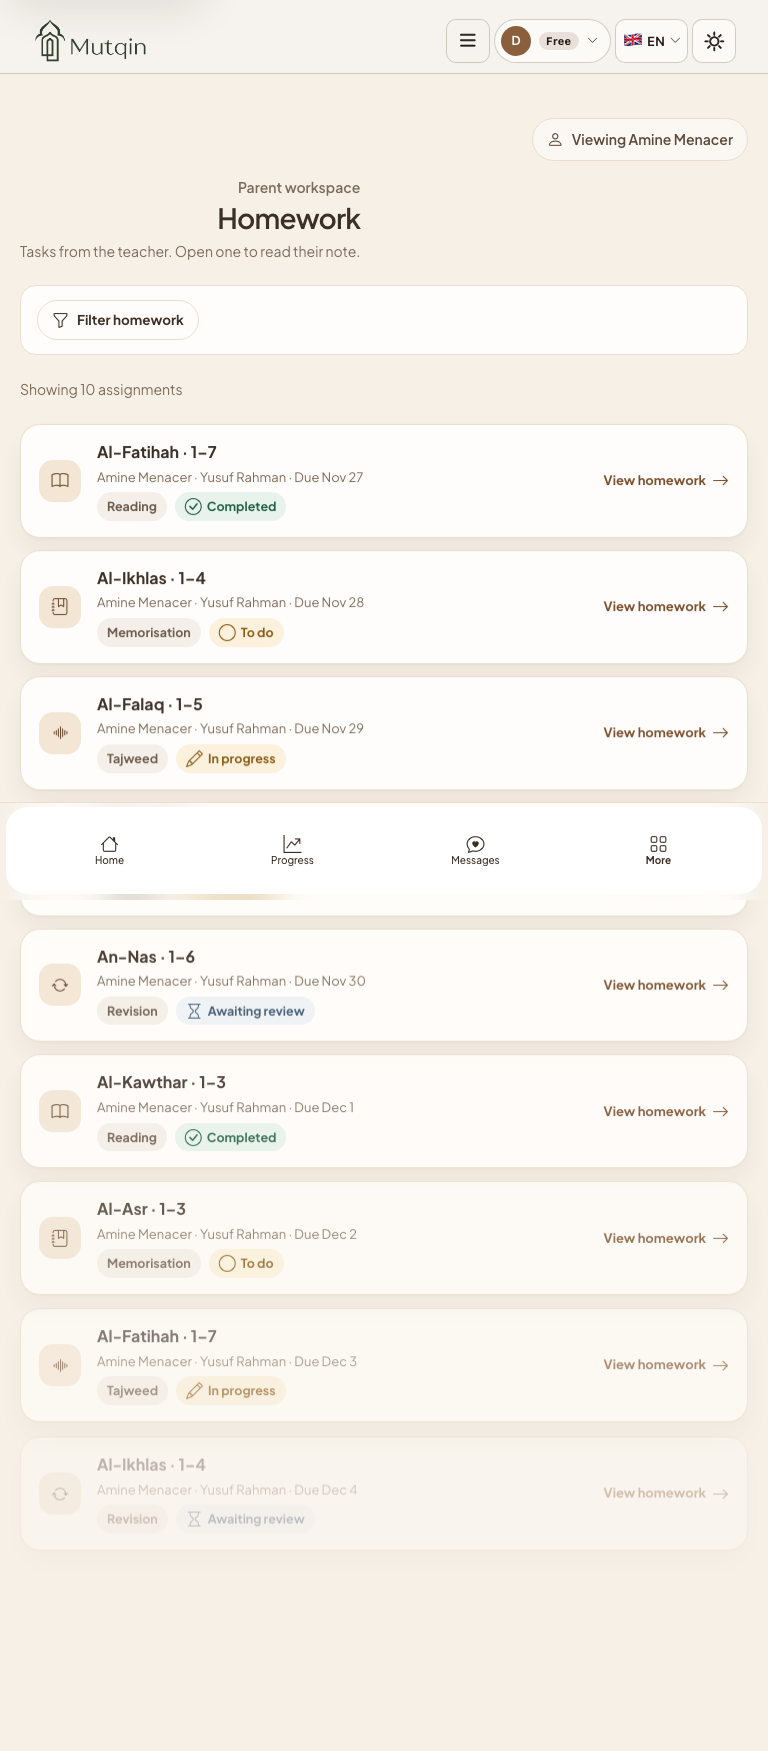 Mutqin
D Free
EN
Viewing Amine Menacer
Parent workspace
Homework
Tasks from the teacher. Open one to read their note.
Filter homework
Showing 10 assignments
Al-Fatihah · 1–7
Amine Menacer · Yusuf Rahman · Due Nov 27
Reading Completed
View homework →
Al-Ikhlas · 1–4
Amine Menacer · Yusuf Rahman · Due Nov 28
Memorisation To do
View homework →
Al-Falaq · 1–5
Amine Menacer · Yusuf Rahman · Due Nov 29
Tajweed In progress
View homework →
Home Progress Messages More
An-Nas · 1–6
Amine Menacer · Yusuf Rahman · Due Nov 30
Revision Awaiting review
View homework →
Al-Kawthar · 1–3
Amine Menacer · Yusuf Rahman · Due Dec 1
Reading Completed
View homework →
Al-Asr · 1–3
Amine Menacer · Yusuf Rahman · Due Dec 2
Memorisation To do
View homework →
Al-Fatihah · 1–7
Amine Menacer · Yusuf Rahman · Due Dec 3
Tajweed In progress
View homework →
Al-Ikhlas · 1–4
Amine Menacer · Yusuf Rahman · Due Dec 4
Revision Awaiting review
View homework →